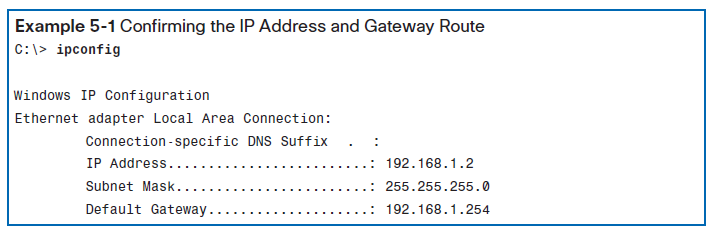 Example 5-1 Confirming the IP Address and Gateway Route
C:\> ipconfig
Windows IP Configuration
Ethernet adapter Local Area Connection:
Connection-specific DNS Suffix . :
IP Address........................: 192.168.1.2
Subnet Mask.......................: 255.255.255.0
Default Gateway...................: 192.168.1.254